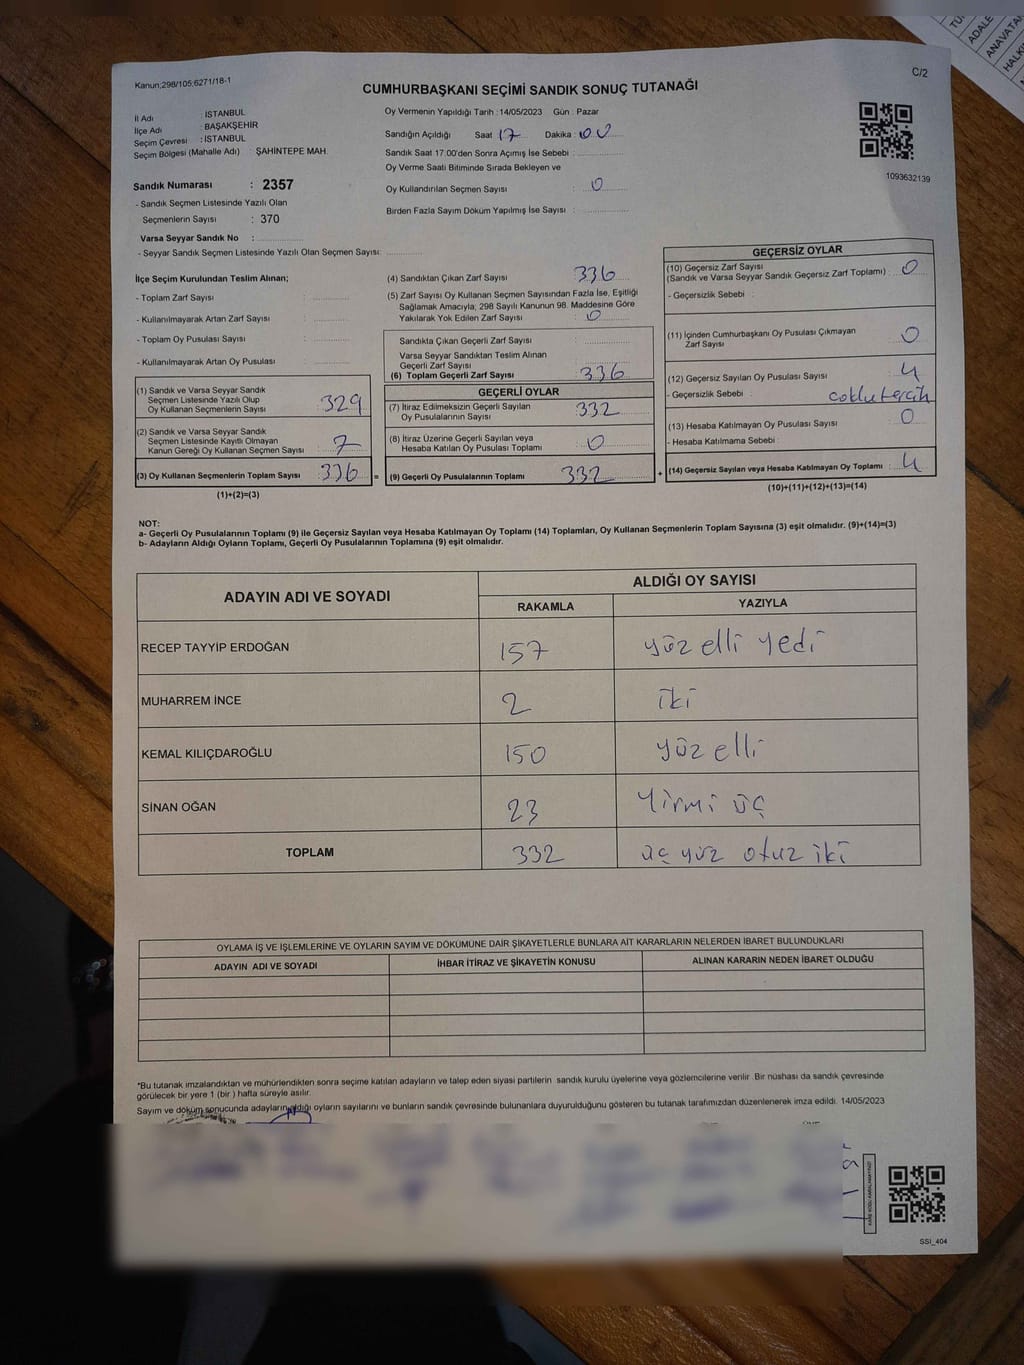 Kanun;298/105;6271/18-1
C/2
CUMHURBAŞKANI SEÇİMİ SANDIK SONUÇ TUTANAĞI
İl Adı : İSTANBUL
İlçe Adı : BAŞAKŞEHİR
Seçim Çevresi : İSTANBUL
Seçim Bölgesi (Mahalle Adı) : ŞAHİNTEPE MAH.
Oy Vermenin Yapıldığı Tarih : 14/05/2023 Gün : Pazar
Sandığın Açıldığı Saat 17 Dakika : 00
Sandık Saat 17:00'den Sonra Açımış İse Sebebi :
Oy Verme Saati Bitiminde Sırada Bekleyen ve
Oy Kullandırılan Seçmen Sayısı : 0
Birden Fazla Sayım Döküm Yapılmış İse Sayısı :
1093632139
Sandık Numarası : 2357
- Sandık Seçmen Listesinde Yazılı Olan
Seçmenlerin Sayısı : 370
Varsa Seyyar Sandık No :
- Seyyar Sandık Seçmen Listesinde Yazılı Olan Seçmen Sayısı:
İlçe Seçim Kurulundan Teslim Alınan;
- Toplam Zarf Sayısı :
- Kullanılmayarak Artan Zarf Sayısı :
- Toplam Oy Pusulası Sayısı :
- Kullanılmayarak Artan Oy Pusulası :
(1) Sandık ve Varsa Seyyar Sandık
Seçmen Listesinde Yazılı Olup
Oy Kullanan Seçmenlerin Sayısı : 329
(2) Sandık ve Varsa Seyyar Sandık
Seçmen Listesinde Kayıtlı Olmayan
Kanun Gereği Oy Kullanan Seçmen Sayısı : 7
(3) Oy Kullanan Seçmenlerin Toplam Sayısı : 336 =
(1)+(2)=(3)
(4) Sandıktan Çıkan Zarf Sayısı : 336
(5) Zarf Sayısı Oy Kullanan Seçmen Sayısından Fazla İse, Eşitliği
Sağlamak Amacıyla; 298 Sayılı Kanunun 98. Maddesine Göre
Yakılarak Yok Edilen Zarf Sayısı : 0
Sandıkta Çıkan Geçerli Zarf Sayısı :
Varsa Seyyar Sandıktan Teslim Alınan
Geçerli Zarf Sayısı :
(6) Toplam Geçerli Zarf Sayısı : 336
GEÇERLİ OYLAR
(7) İtiraz Edilmeksizin Geçerli Sayılan
Oy Pusulalarının Sayısı : 332
(8) İtiraz Üzerine Geçerli Sayılan veya
Hesaba Katılan Oy Pusulaları Toplamı : 0
(9) Geçerli Oy Pusulalarının Toplamı : 332 +
GEÇERSİZ OYLAR
(10) Geçersiz Zarf Sayısı
(Sandık ve Varsa Seyyar Sandık Geçersiz Zarf Toplamı) : 0
- Geçersizlik Sebebi :
(11) İçinden Cumhurbaşkanı Oy Pusulası Çıkmayan
Zarf Sayısı : 0
(12) Geçersiz Sayılan Oy Pusulası Sayısı : 4
- Geçersizlik Sebebi : çoklu tercih
(13) Hesaba Katılmayan Oy Pusulası Sayısı : 0
- Hesaba Katılmama Sebebi :
(14) Geçersiz Sayılan veya Hesaba Katılmayan Oy Toplamı : 4
(10)+(11)+(12)+(13)=(14)
NOT:
a- Geçerli Oy Pusulalarının Toplamı (9) ile Geçersiz Sayılan veya Hesaba Katılmayan Oy Toplamı (14) Toplamları, Oy Kullanan Seçmenlerin Toplam Sayısına (3) eşit olmalıdır. (9)+(14)=(3)
b- Adayların Aldığı Oyların Toplamı, Geçerli Oy Pusulalarının Toplamına (9) eşit olmalıdır.
ADAYIN ADI VE SOYADI
ALDIĞI OY SAYISI
RAKAMLA YAZIYLA
RECEP TAYYİP ERDOĞAN 157 yüz elli yedi
MUHARREM İNCE 2 iki
KEMAL KILIÇDAROĞLU 150 yüz elli
SİNAN OĞAN 23 Yirmi üç
TOPLAM 332 üç yüz otuz iki
OYLAMA İŞ VE İŞLEMLERİNE VE OYLARIN SAYIM VE DÖKÜMÜNE DAİR ŞİKAYETLERLE BUNLARA AİT KARARLARIN NELERDEN İBARET BULUNDUKLARI
ADAYIN ADI VE SOYADI İHBAR İTİRAZ VE ŞİKAYETİN KONUSU ALINAN KARARIN NEDEN İBARET OLDUĞU
*Bu tutanak imzalandıktan ve mühürlendikten sonra seçime katılan adayların ve talep eden siyasi partilerin sandık kurulu üyelerine veya gözlemcilerine verilir. Bir nüshası da sandık çevresinde
görülecek bir yere 1 (bir ) hafta süreyle asılır.
Sayım ve döküm sonucunda adayların aldığı oyların sayılarını ve bunların sandık çevresinde bulunanlara duyurulduğunu gösteren bu tutanak tarafımızdan düzenlenerek imza edildi. 14/05/2023
KARE KODU KARALAMAYINIZ!
SSI_404
ADALE
ANAVATA
HALK